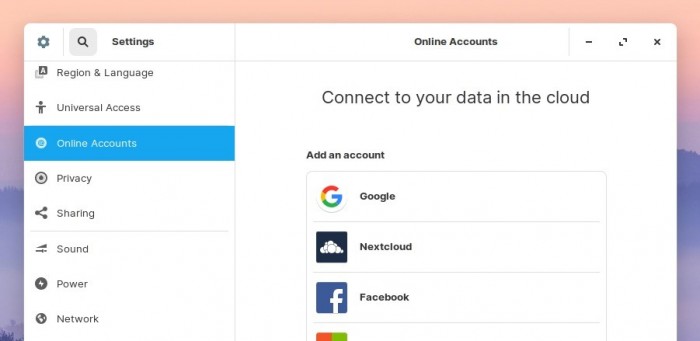 Settings
Online Accounts
Region & Language
Universal Access
Online Accounts
Privacy
Sharing
Sound
Power
Network
Connect to your data in the cloud
Add an account
Google
Nextcloud
Facebook